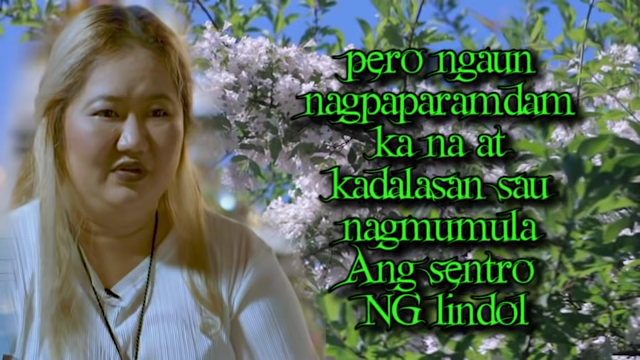 pero ngaun
nagpaparamdam
ka na at
kadalasan sau
nagmumula
Ang sentro
NG lindol